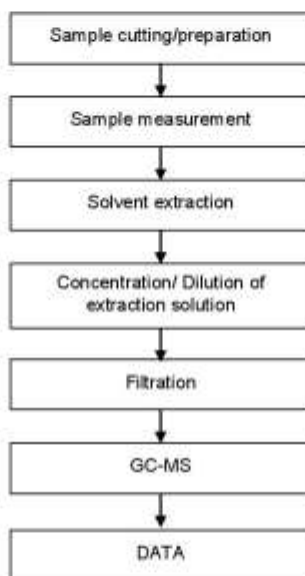 Sample cutting/preparation
Sample measurement
Solvent extraction
Concentration/ Dilution of
extraction solution
Filtration
GC-MS
DATA